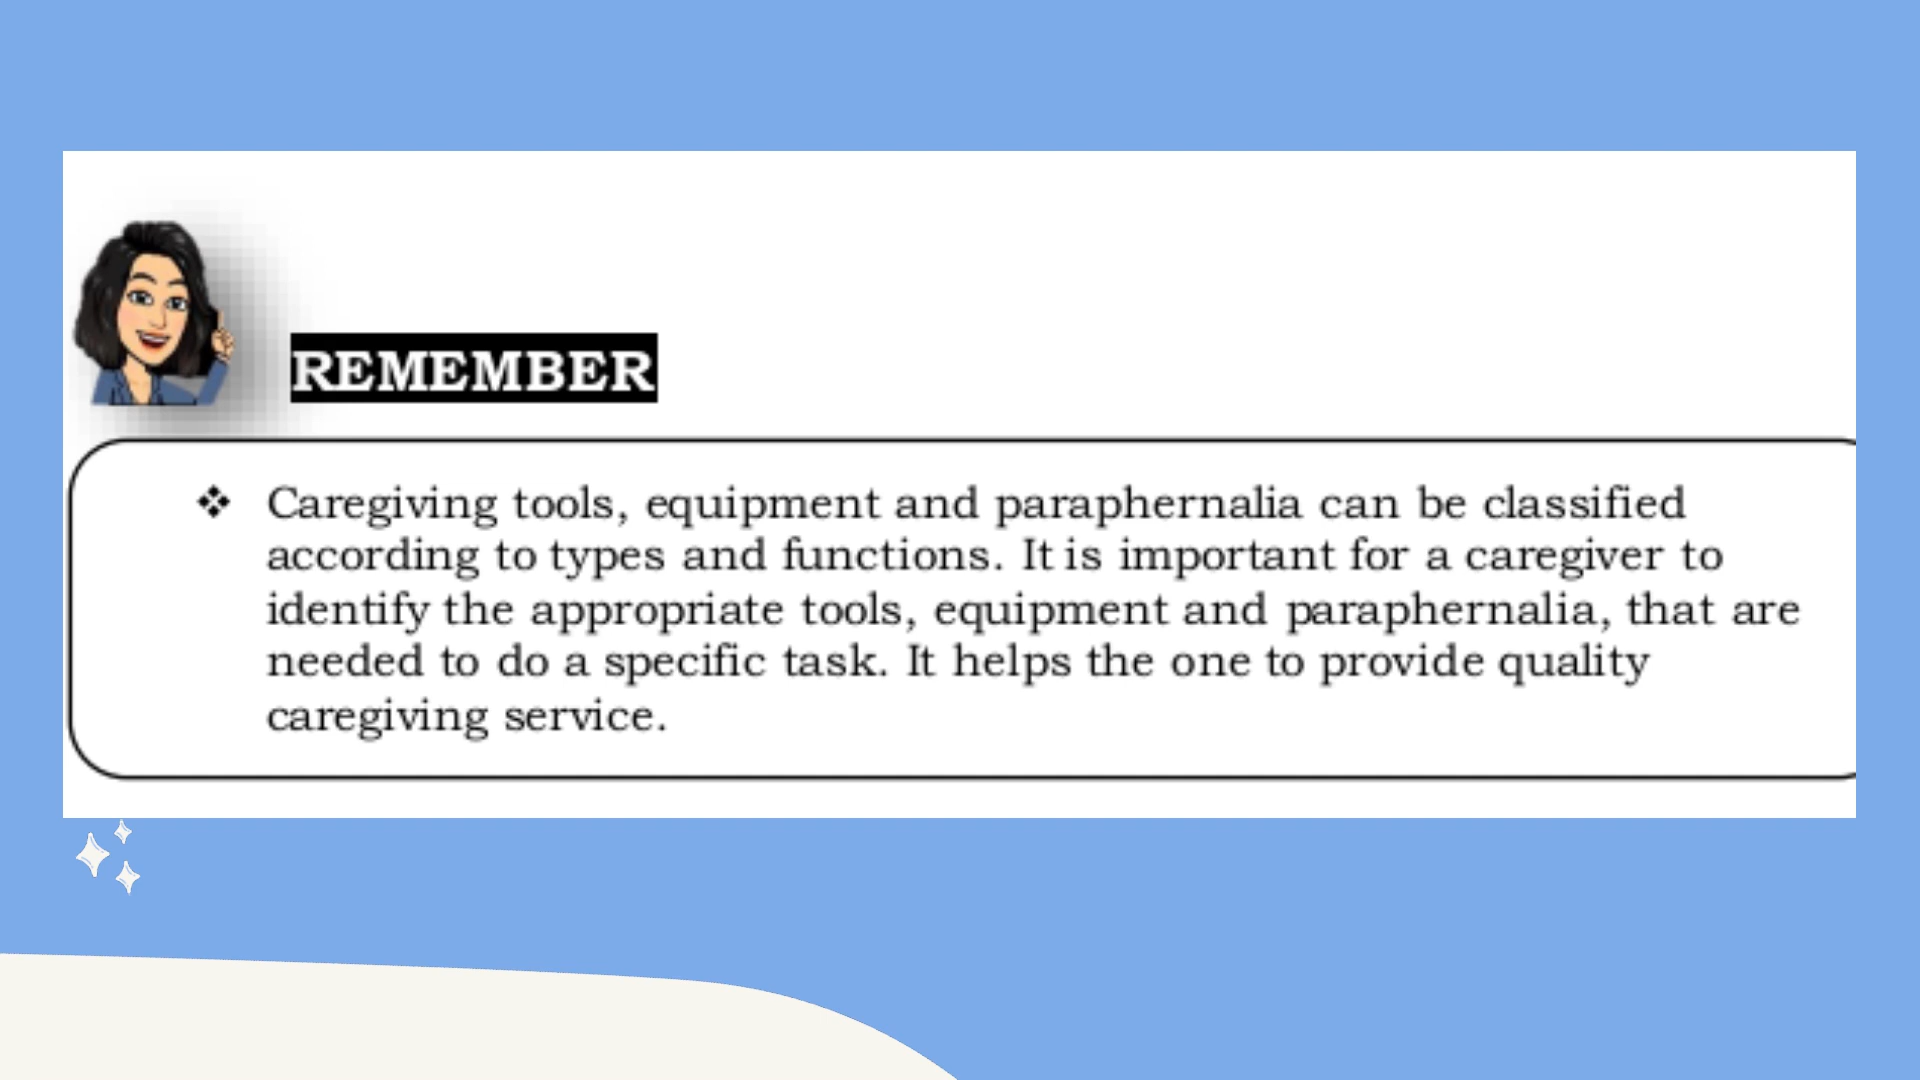 REMEMBER
❖ Caregiving tools, equipment and paraphernalia can be classified
according to types and functions. It is important for a caregiver to
identify the appropriate tools, equipment and paraphernalia, that are
needed to do a specific task. It helps the one to provide quality
caregiving service.